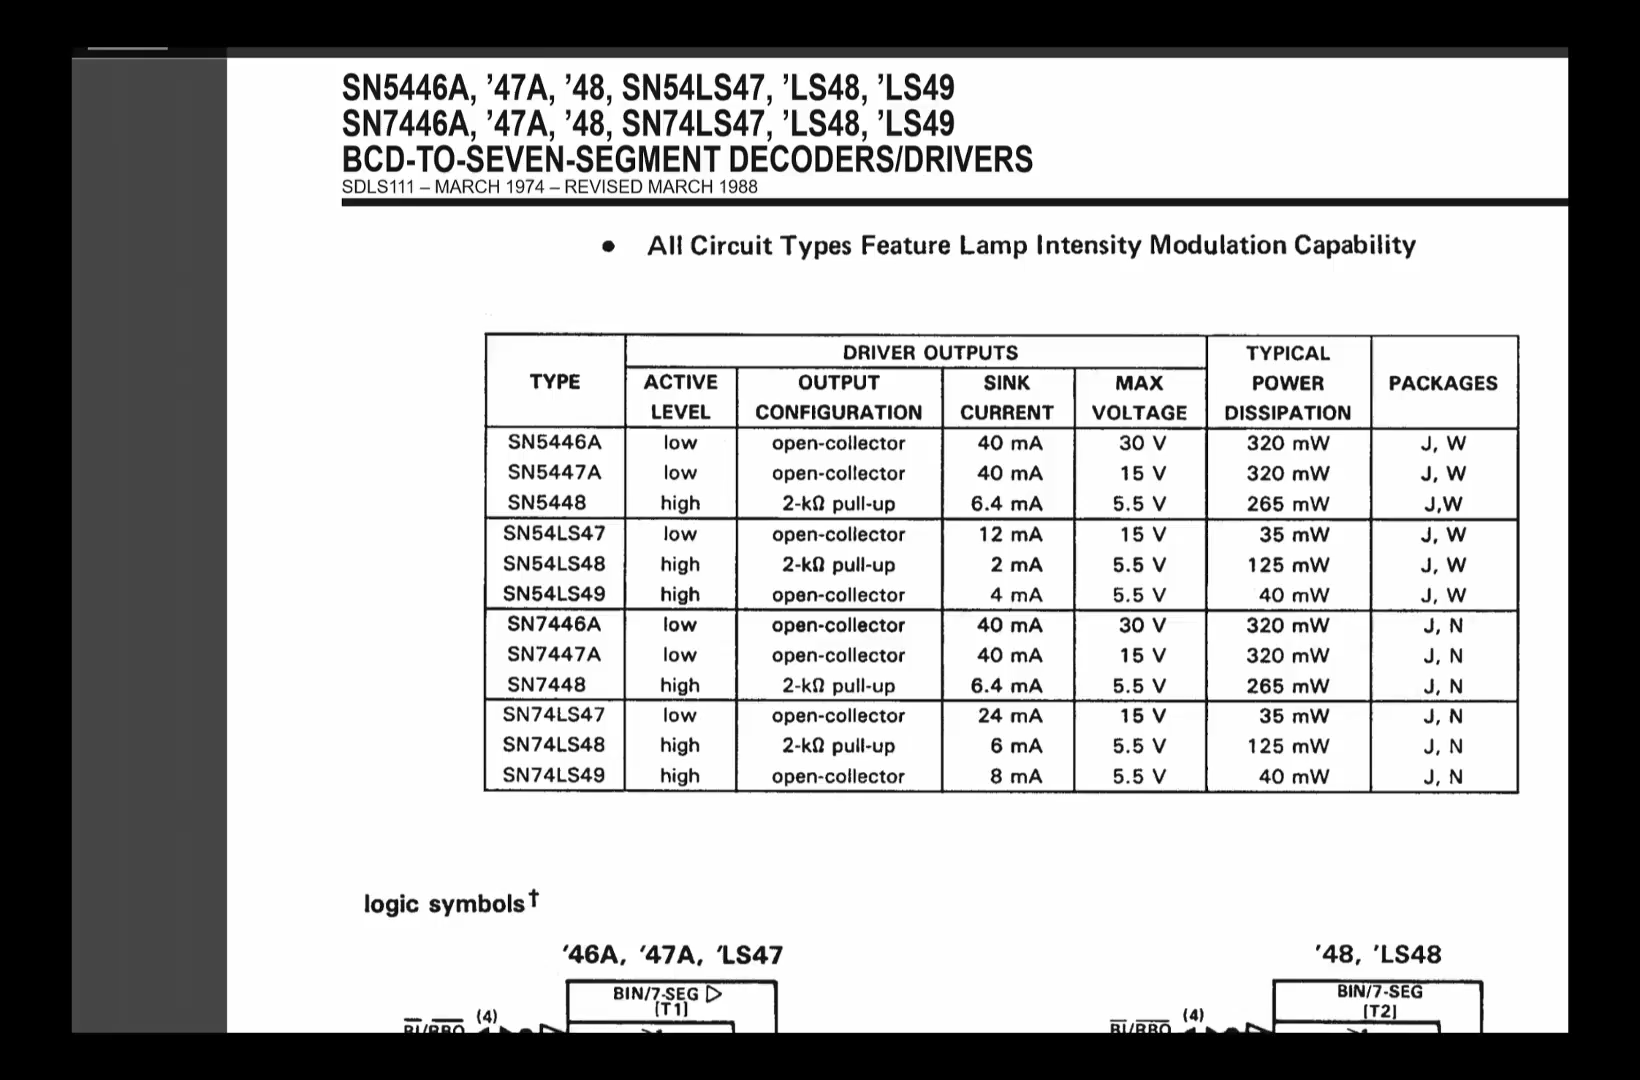 SN5446A, ’47A, ’48, SN54LS47, ’LS48, ’LS49
SN7446A, ’47A, ’48, SN74LS47, ’LS48, ’LS49
BCD-TO-SEVEN-SEGMENT DECODERS/DRIVERS
SDLS111 – MARCH 1974 – REVISED MARCH 1988
• All Circuit Types Feature Lamp Intensity Modulation Capability
DRIVER OUTPUTS TYPICAL
TYPE ACTIVE OUTPUT SINK MAX POWER PACKAGES
LEVEL CONFIGURATION CURRENT VOLTAGE DISSIPATION
SN5446A low open-collector 40 mA 30 V 320 mW J, W
SN5447A low open-collector 40 mA 15 V 320 mW J, W
SN5448 high 2-kΩ pull-up 6.4 mA 5.5 V 265 mW J,W
SN54LS47 low open-collector 12 mA 15 V 35 mW J, W
SN54LS48 high 2-kΩ pull-up 2 mA 5.5 V 125 mW J, W
SN54LS49 high open-collector 4 mA 5.5 V 40 mW J, W
SN7446A low open-collector 40 mA 30 V 320 mW J, N
SN7447A low open-collector 40 mA 15 V 320 mW J, N
SN7448 high 2-kΩ pull-up 6.4 mA 5.5 V 265 mW J, N
SN74LS47 low open-collector 24 mA 15 V 35 mW J, N
SN74LS48 high 2-kΩ pull-up 6 mA 5.5 V 125 mW J, N
SN74LS49 high open-collector 8 mA 5.5 V 40 mW J, N
logic symbols†
’46A, ’47A, ’LS47 ’48, ’LS48
BIN/7-SEG ▷ BIN/7-SEG
[T1] [T2]
BI/RBO (4) BI/RBO (4)